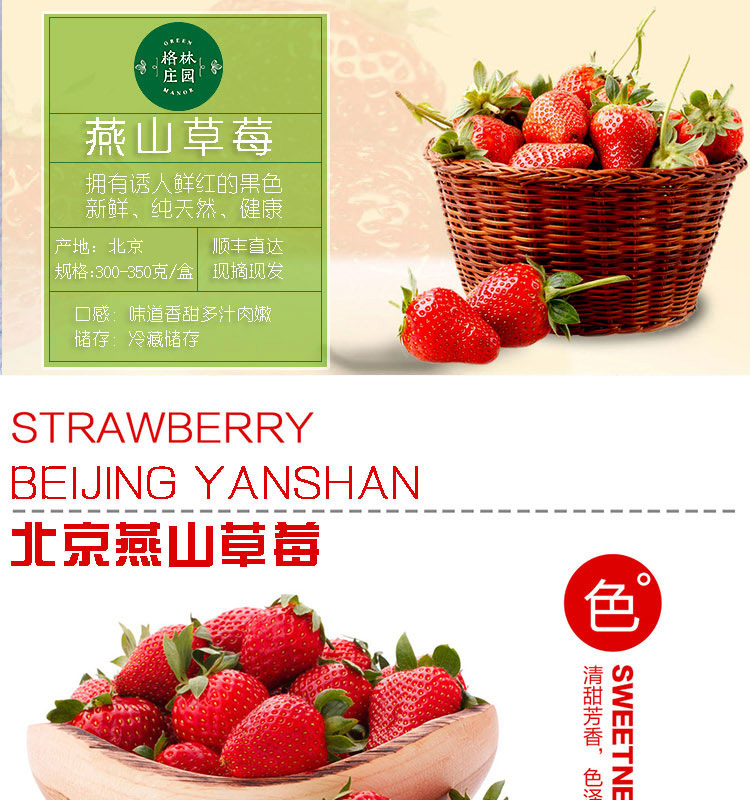 GREEN
格林
庄园
MANOR
燕山草莓
拥有诱人鲜红的果色
新鲜、纯天然、健康
产地：北京
规格:300-350克/盒
顺丰直达
现摘现发
口感：味道香甜多汁肉嫩
储存：冷藏储存
STRAWBERRY
BEIJING YANSHAN
北京燕山草莓
色
SWEETNE
清甜芳香，色泽